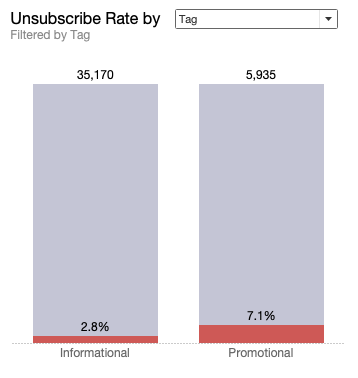 Unsubscribe Rate by Tag
Filtered by Tag
35,170 5,935
2.8% 7.1%
Informational Promotional